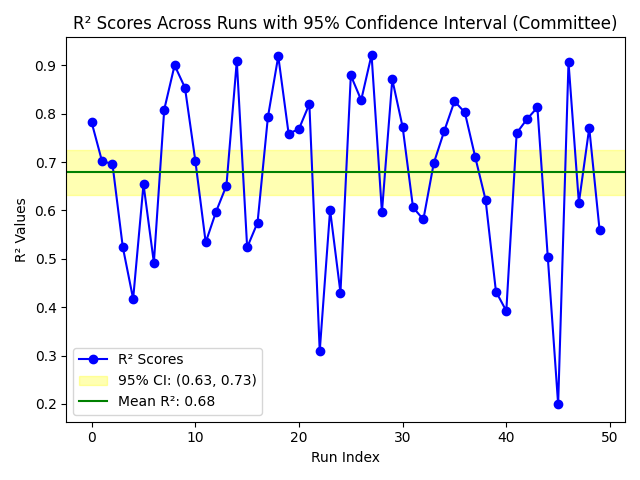 R² Scores Across Runs with 95% Confidence Interval (Committee)
R² Values
0.9
0.8
0.7
0.6
0.5
0.4
0.3
0.2
R² Scores
95% CI: (0.63, 0.73)
Mean R²: 0.68
0 10 20 30 40 50
Run Index